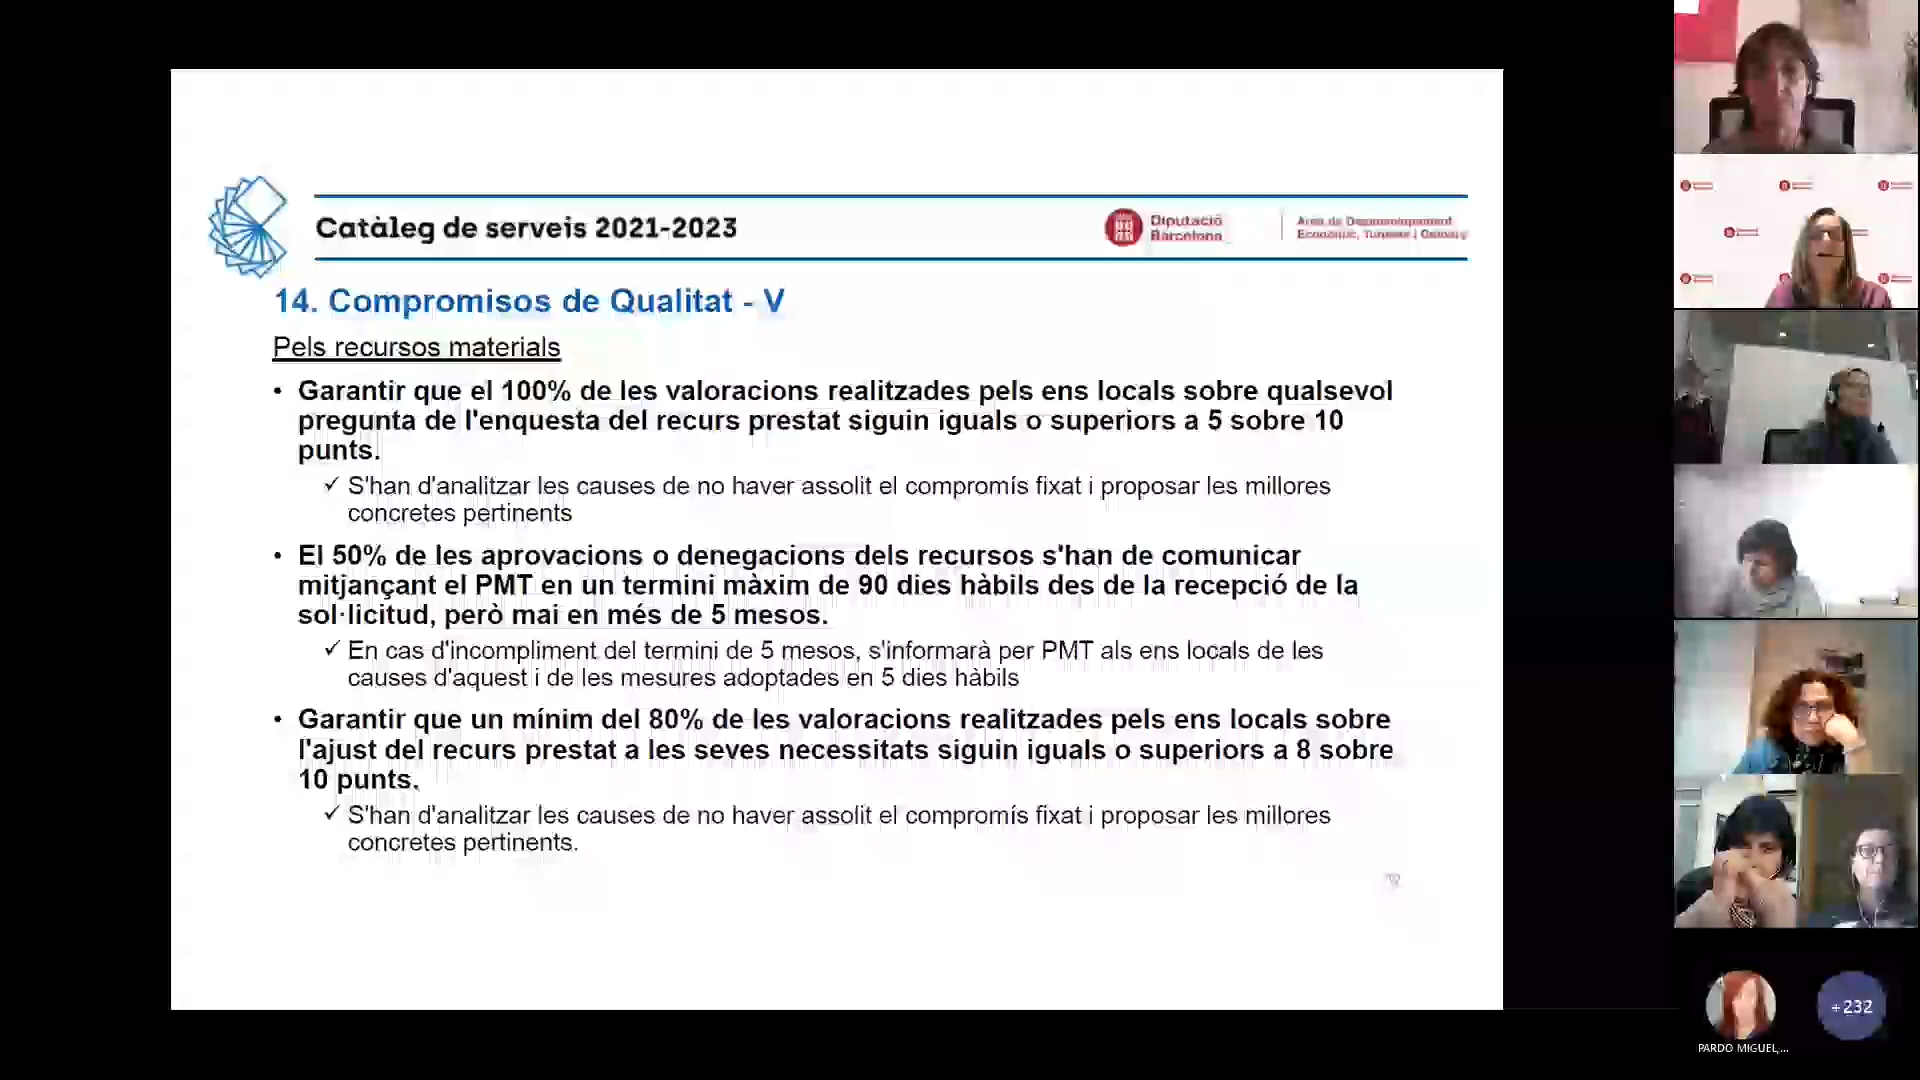 Catàleg de serveis 2021-2023
Diputació
Barcelona
Àrea de Desenvolupament
Econòmic, Turisme i Comerç
14. Compromisos de Qualitat - V
Pels recursos materials
• Garantir que el 100% de les valoracions realitzades pels ens locals sobre qualsevol
pregunta de l'enquesta del recurs prestat siguin iguals o superiors a 5 sobre 10
punts.
✓ S'han d'analitzar les causes de no haver assolit el compromís fixat i proposar les millores
concretes pertinents
• El 50% de les aprovacions o denegacions dels recursos s'han de comunicar
mitjançant el PMT en un termini màxim de 90 dies hàbils des de la recepció de la
sol·licitud, però mai en més de 5 mesos.
✓ En cas d'incompliment del termini de 5 mesos, s'informarà per PMT als ens locals de les
causes d'aquest i de les mesures adoptades en 5 dies hàbils
• Garantir que un mínim del 80% de les valoracions realitzades pels ens locals sobre
l'ajust del recurs prestat a les seves necessitats siguin iguals o superiors a 8 sobre
10 punts.
✓ S'han d'analitzar les causes de no haver assolit el compromís fixat i proposar les millores
concretes pertinents.
+232
PARDO MIGUEL,...